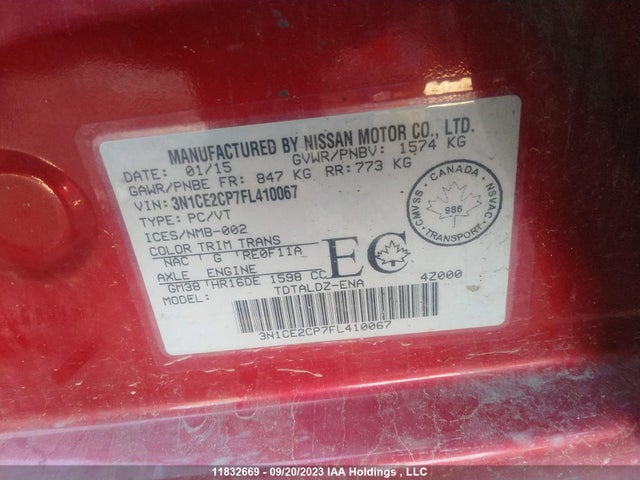 MANUFACTURED BY NISSAN MOTOR CO., LTD.
DATE: 01/15 GVWR/PNBV: 1574 KG
GAWR/PNBE FR: 847 KG RR: 773 KG
VIN: 3N1CE2CP7FL410067
TYPE: PC/VT
ICES/NMB-002
COLOR TRIM TRANS
NAC G RE0F11A
AXLE ENGINE
GM38 HR16DE 1598 CC
MODEL: TDTALDZ-ENA 4Z000
EC
3N1CE2CP7FL410067
CMVSS CANADA NSVAC
986
TRANSPORT
11832669 - 09/20/2023 IAA Holdings , LLC